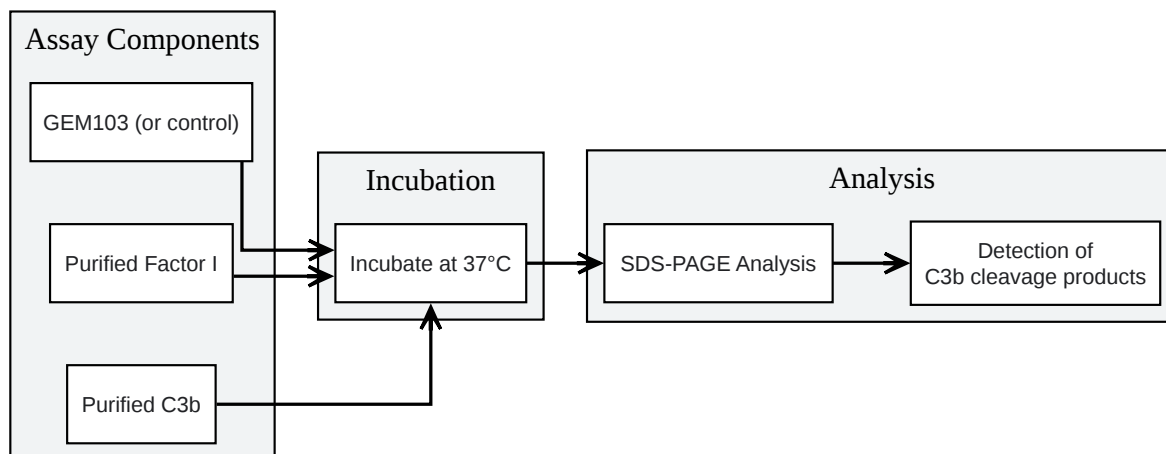 Assay Components
GEM103 (or control)
Purified Factor I
Purified C3b
Incubation
Incubate at 37°C
Analysis
SDS-PAGE Analysis
Detection of
C3b cleavage products